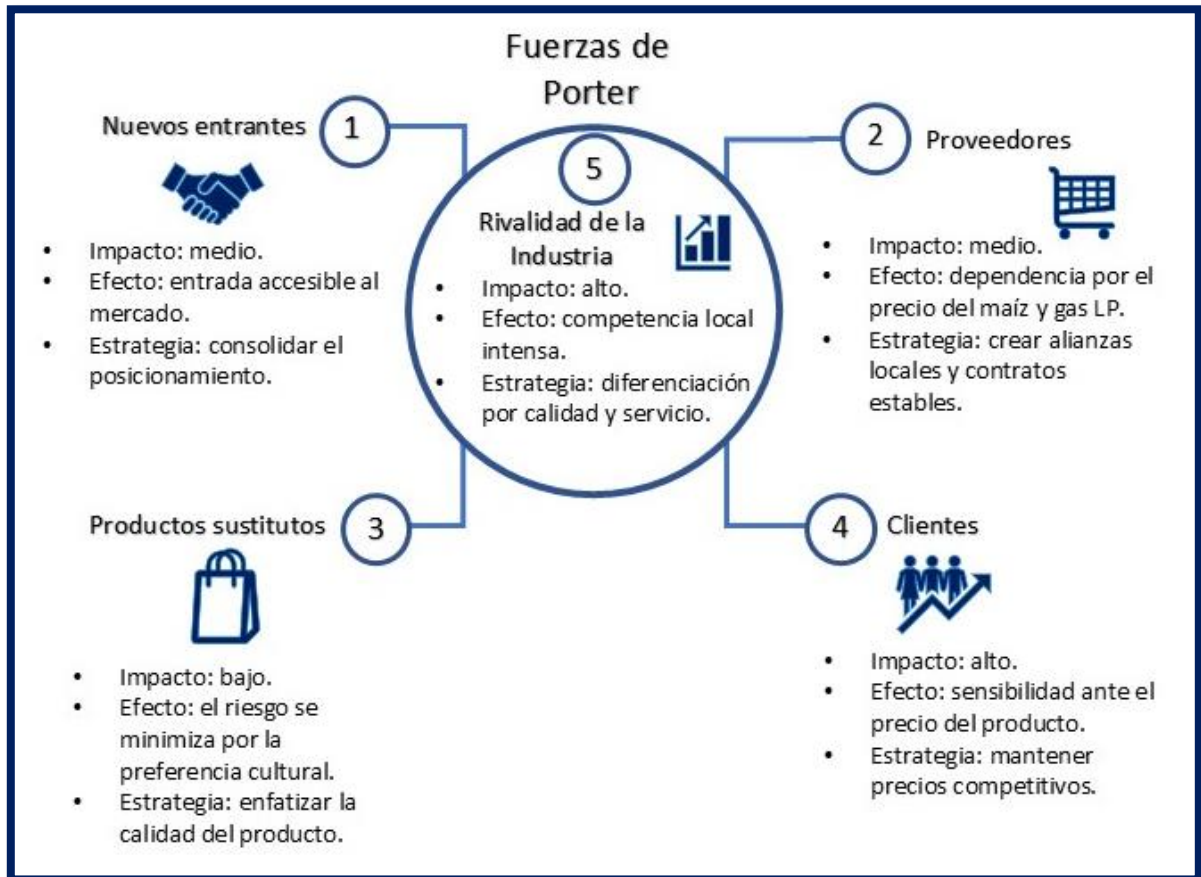 Fuerzas de
Porter
Nuevos entrantes
1
• Impacto: medio.
• Efecto: entrada accesible al
mercado.
• Estrategia: consolidar el
posicionamiento.
2
Proveedores
• Impacto: medio.
• Efecto: dependencia por el
precio del maíz y gas LP.
• Estrategia: crear alianzas
locales y contratos
estables.
5
Rivalidad de la
Industria
• Impacto: alto.
• Efecto: competencia local
intensa.
• Estrategia: diferenciación
por calidad y servicio.
Productos sustitutos
3
• Impacto: bajo.
• Efecto: el riesgo se
minimiza por la
preferencia cultural.
• Estrategia: enfatizar la
calidad del producto.
4
Clientes
• Impacto: alto.
• Efecto: sensibilidad ante el
precio del producto.
• Estrategia: mantener
precios competitivos.